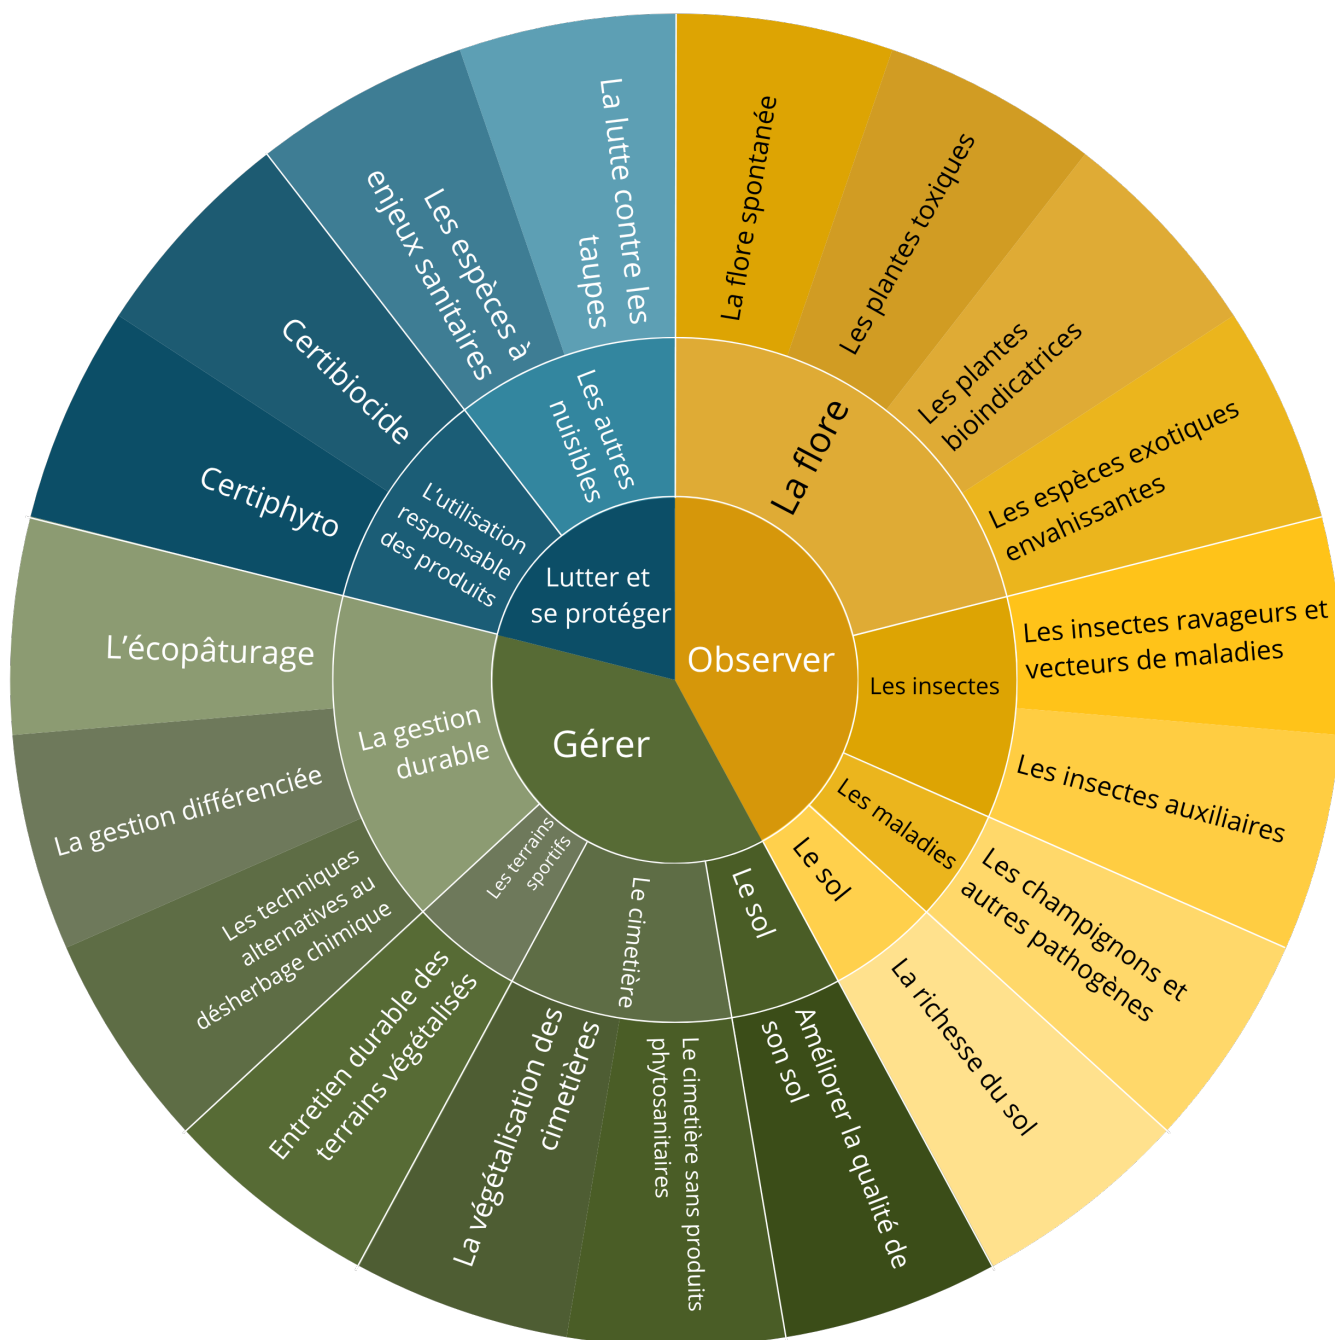 Observer
La flore
La flore spontanée
Les plantes toxiques
Les plantes
bioindicatrices
Les espèces exotiques
envahissantes
Les insectes
Les insectes ravageurs et
vecteurs de maladies
Les insectes auxiliaires
Les maladies
Les champignons et
autres pathogènes
Le sol
La richesse du sol
Gérer
Le sol
Améliorer la qualité de
son sol
Le cimetière
Le cimetière sans produits
phytosanitaires
La végétalisation des
cimetières
Les terrains
sportifs
Entretien durable des
terrains végétalisés
La gestion
durable
Les techniques
alternatives au
désherbage chimique
La gestion différenciée
L’écopâturage
Lutter et
se protéger
L’utilisation
responsable
des produits
Certiphyto
Certibiocide
Les autres
nuisibles
Les espèces à
enjeux sanitaires
La lutte contre les
taupes